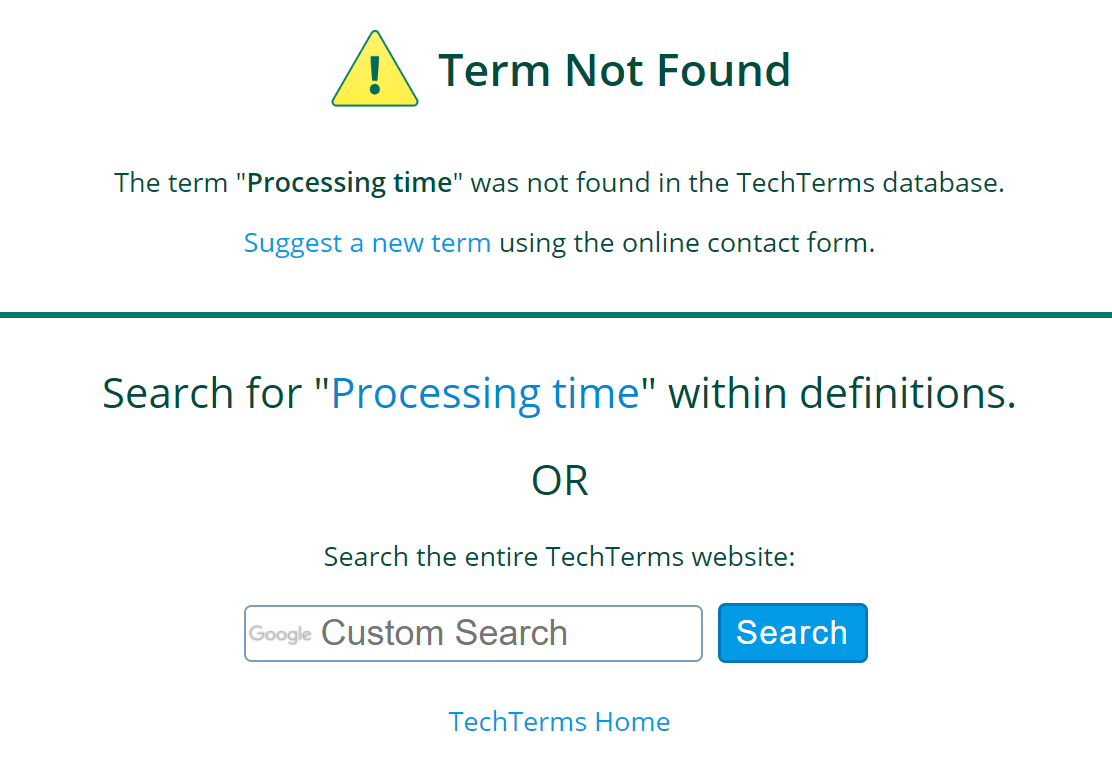 Term Not Found
The term "Processing time" was not found in the TechTerms database.
Suggest a new term using the online contact form.
Search for "Processing time" within definitions.
OR
Search the entire TechTerms website:
Google Custom Search Search
TechTerms Home